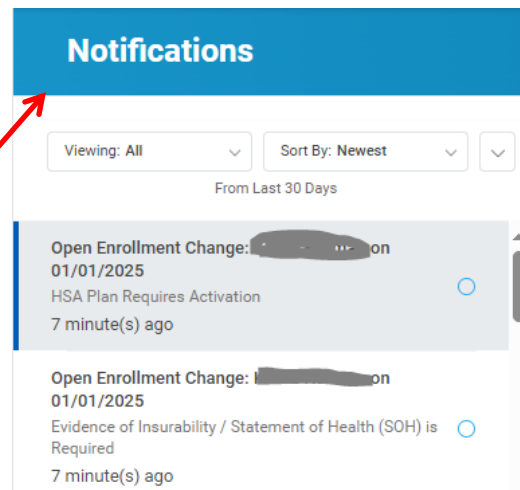 Notifications
Viewing: All
Sort By: Newest
From Last 30 Days
Open Enrollment Change: on
01/01/2025
HSA Plan Requires Activation
7 minute(s) ago
Open Enrollment Change: on
01/01/2025
Evidence of Insurability / Statement of Health (SOH) is
Required
7 minute(s) ago